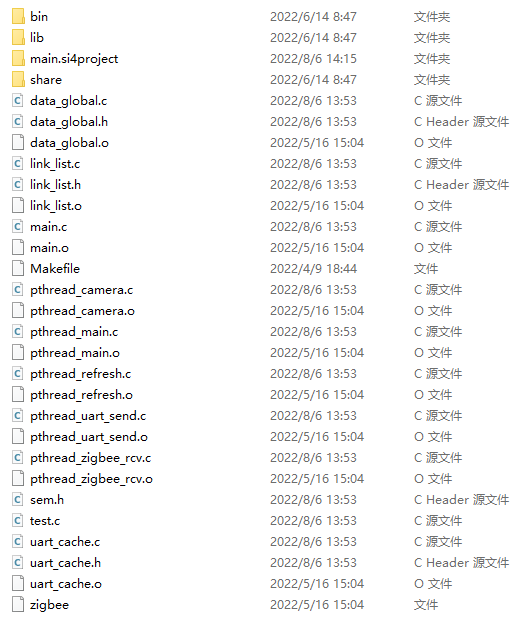 bin 2022/6/14 8:47 文件夹
lib 2022/6/14 8:47 文件夹
main.si4project 2022/8/6 14:15 文件夹
share 2022/6/14 8:47 文件夹
data_global.c 2022/8/6 13:53 C 源文件
data_global.h 2022/8/6 13:53 C Header 源文件
data_global.o 2022/5/16 15:04 O 文件
link_list.c 2022/8/6 13:53 C 源文件
link_list.h 2022/8/6 13:53 C Header 源文件
link_list.o 2022/5/16 15:04 O 文件
main.c 2022/8/6 13:53 C 源文件
main.o 2022/5/16 15:04 O 文件
Makefile 2022/4/9 18:44 文件
pthread_camera.c 2022/8/6 13:53 C 源文件
pthread_camera.o 2022/5/16 15:04 O 文件
pthread_main.c 2022/8/6 13:53 C 源文件
pthread_main.o 2022/5/16 15:04 O 文件
pthread_refresh.c 2022/8/6 13:53 C 源文件
pthread_refresh.o 2022/5/16 15:04 O 文件
pthread_uart_send.c 2022/8/6 13:53 C 源文件
pthread_uart_send.o 2022/5/16 15:04 O 文件
pthread_zigbee_rcv.c 2022/8/6 13:53 C 源文件
pthread_zigbee_rcv.o 2022/5/16 15:04 O 文件
sem.h 2022/8/6 13:53 C Header 源文件
test.c 2022/8/6 13:53 C 源文件
uart_cache.c 2022/8/6 13:53 C 源文件
uart_cache.h 2022/8/6 13:53 C Header 源文件
uart_cache.o 2022/5/16 15:04 O 文件
zigbee 2022/5/16 15:04 文件